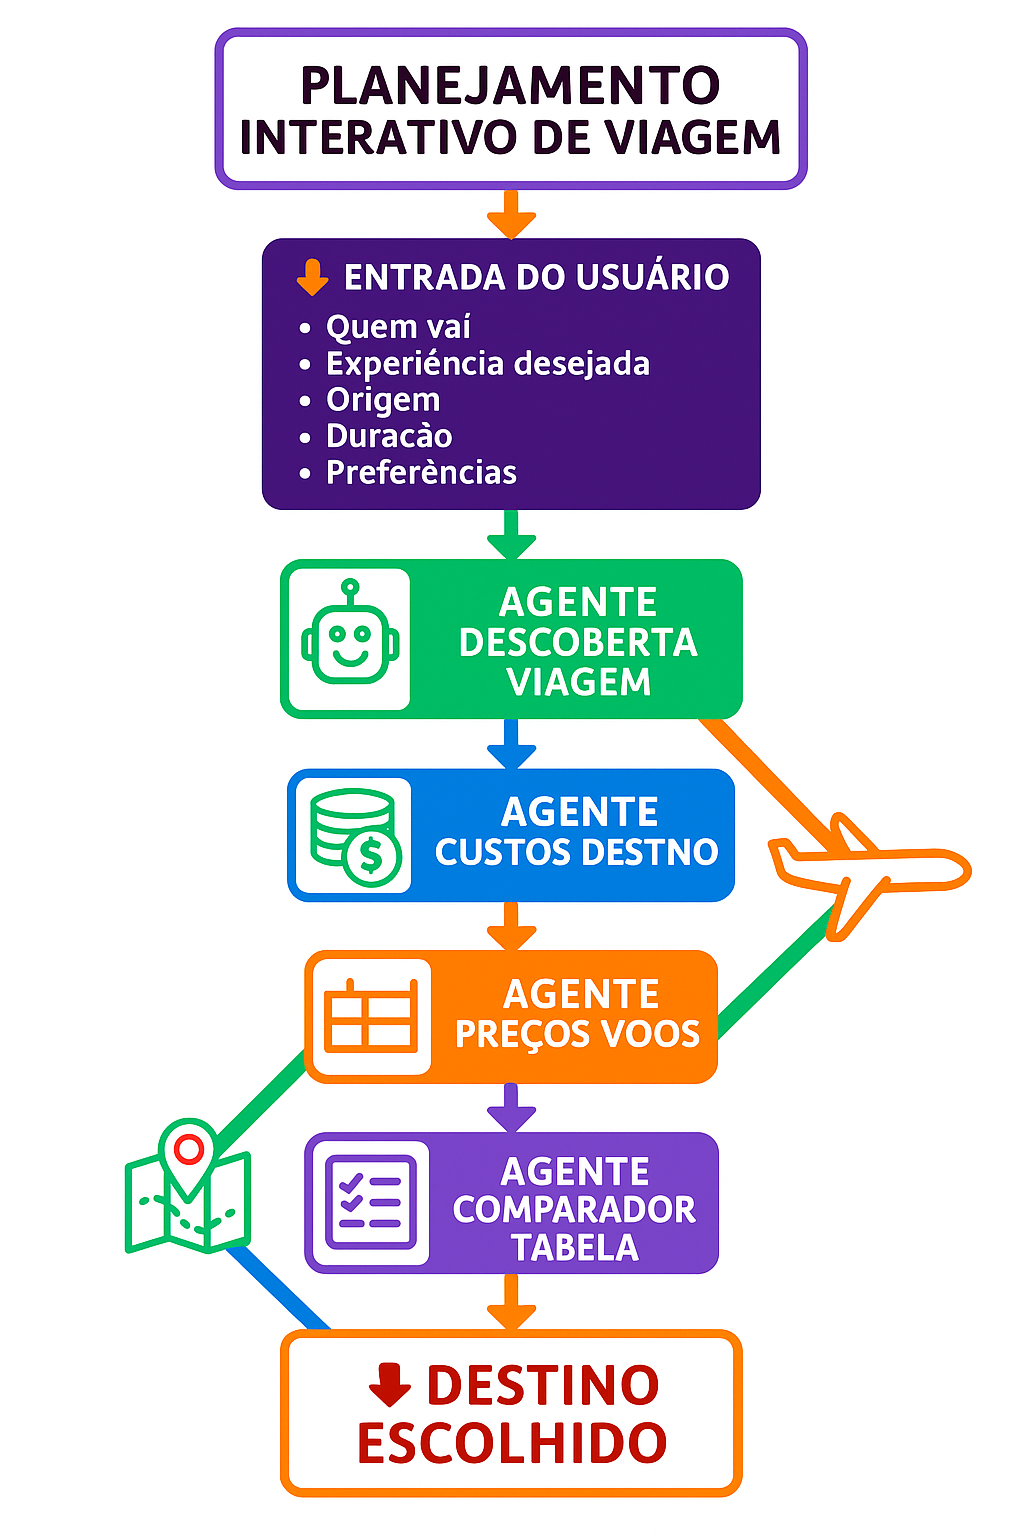 PLANEJAMENTO
INTERATIVO DE VIAGEM
ENTRADA DO USUÁRIO
• Quem vaí
• Experiéncia desejada
• Origem
• Duracào
• Preferèncias
AGENTE
DESCOBERTA
VIAGEM
AGENTE
CUSTOS DESTNO
$
AGENTE
PREÇOS VOOS
AGENTE
COMPARADOR
TABELA
DESTINO
ESCOLHIDO